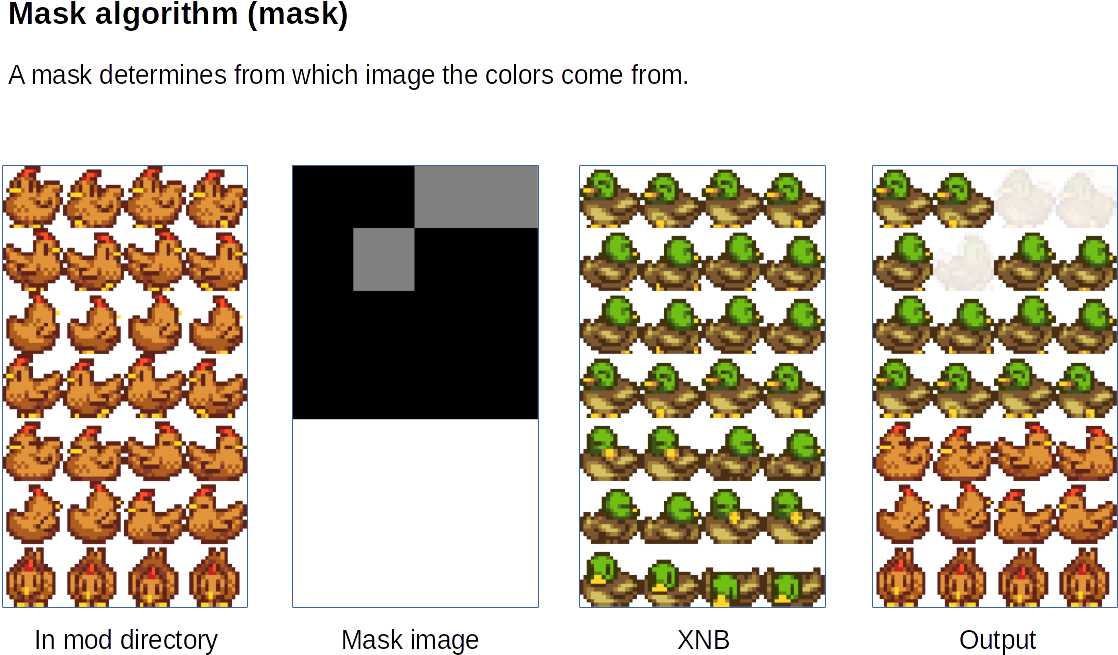 Mask algorithm (mask)
A mask determines from which image the colors come from.
In mod directory
Mask image
XNB
Output